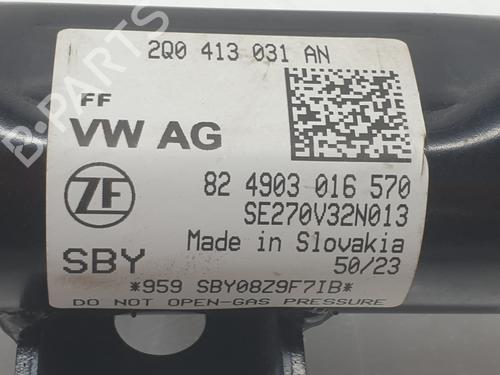 2Q0 413 031 AN
FF
VW AG
ZF
82 4903 016 570
SE270V32N013
Made in Slovakia
SBY
50/23
*959 SBY08Z9F7IB*
DO NOT OPEN-GAS PRESSURE
B-PARTS